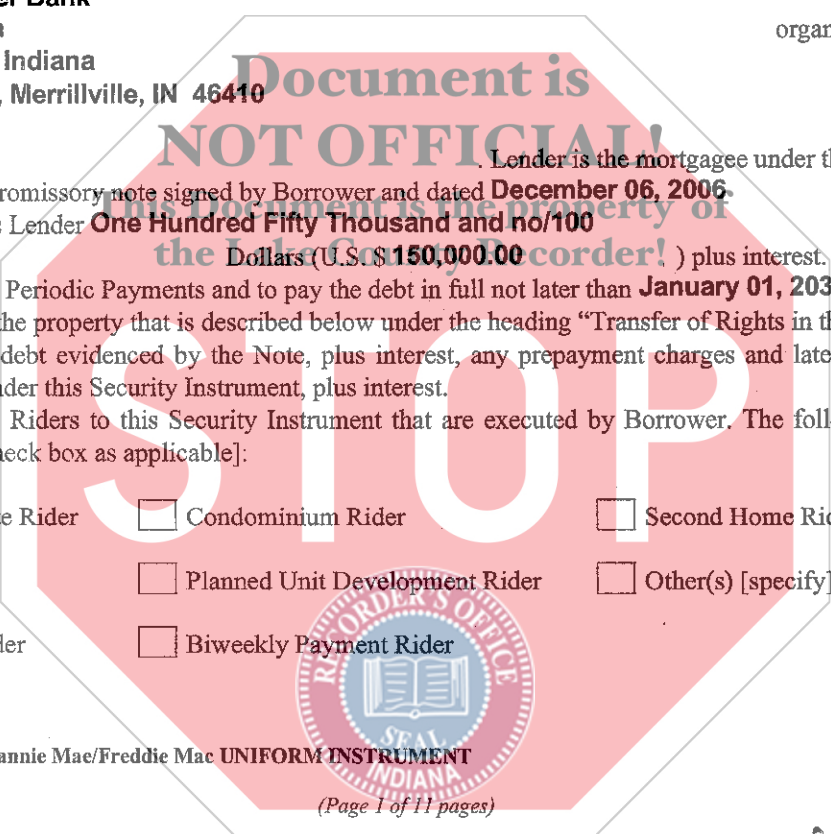 er Bank
organ
Indiana
, Merrillville, IN 46410
Document is
NOT OFFICIAL!
. Lender is the mortgagee under th
romissory note signed by Borrower and dated December 06, 2006.
This Document is the property of
Lender One Hundred Fifty Thousand and no/100
the Lake County Recorder!
Dollars (U.S. $ 150,000.00 ) plus interest.
Periodic Payments and to pay the debt in full not later than January 01, 203
the property that is described below under the heading “Transfer of Rights in th
debt evidenced by the Note, plus interest, any prepayment charges and late
nder this Security Instrument, plus interest.
Riders to this Security Instrument that are executed by Borrower. The foll
neck box as applicable]:
STOP
e Rider Condominium Rider Second Home Rid
Planned Unit Development Rider Other(s) [specify]
der Biweekly Payment Rider
RECORDER'S OFFICE
SEAL
INDIANA
annie Mae/Freddie Mac UNIFORM INSTRUMENT
(Page 1 of 11 pages)